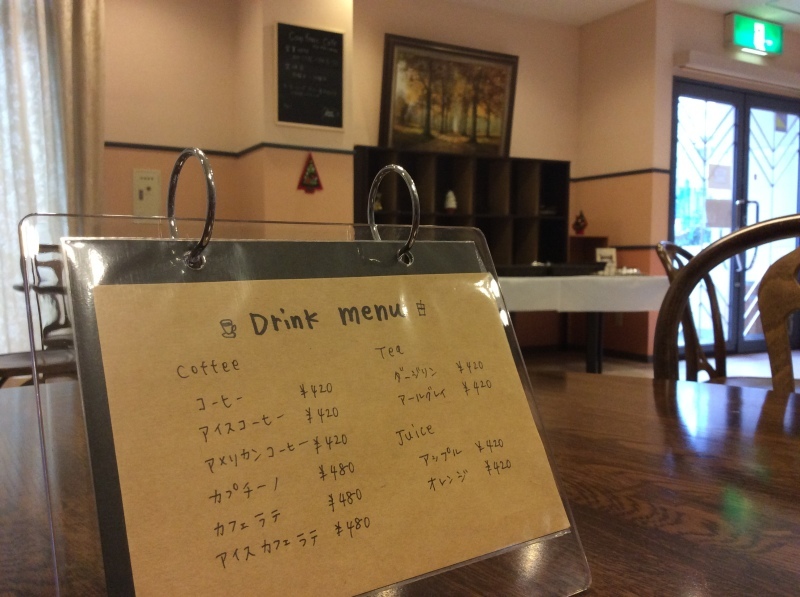 Drink menu
Coffee
コーヒー ¥420
アイスコーヒー ¥420
アメリカンコーヒー ¥420
カプチーノ ¥480
カフェラテ ¥480
アイスカフェラテ ¥480
Tea
ダージリン ¥420
アールグレイ ¥420
Juice
アップル ¥420
オレンジ ¥420